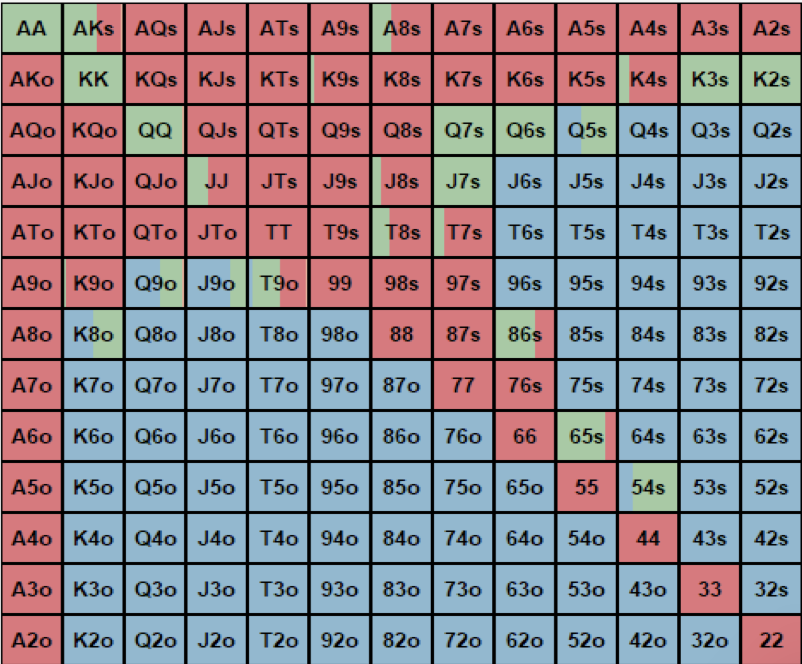 AA AKs AQs AJs ATs A9s A8s A7s A6s A5s A4s A3s A2s
AKo KK KQs KJs KTs K9s K8s K7s K6s K5s K4s K3s K2s
AQo KQo QQ QJs QTs Q9s Q8s Q7s Q6s Q5s Q4s Q3s Q2s
AJo KJo QJo JJ JTs J9s J8s J7s J6s J5s J4s J3s J2s
ATo KTo QTo JTo TT T9s T8s T7s T6s T5s T4s T3s T2s
A9o K9o Q9o J9o T9o 99 98s 97s 96s 95s 94s 93s 92s
A8o K8o Q8o J8o T8o 98o 88 87s 86s 85s 84s 83s 82s
A7o K7o Q7o J7o T7o 97o 87o 77 76s 75s 74s 73s 72s
A6o K6o Q6o J6o T6o 96o 86o 76o 66 65s 64s 63s 62s
A5o K5o Q5o J5o T5o 95o 85o 75o 65o 55 54s 53s 52s
A4o K4o Q4o J4o T4o 94o 84o 74o 64o 54o 44 43s 42s
A3o K3o Q3o J3o T3o 93o 83o 73o 63o 53o 43o 33 32s
A2o K2o Q2o J2o T2o 92o 82o 72o 62o 52o 42o 32o 22